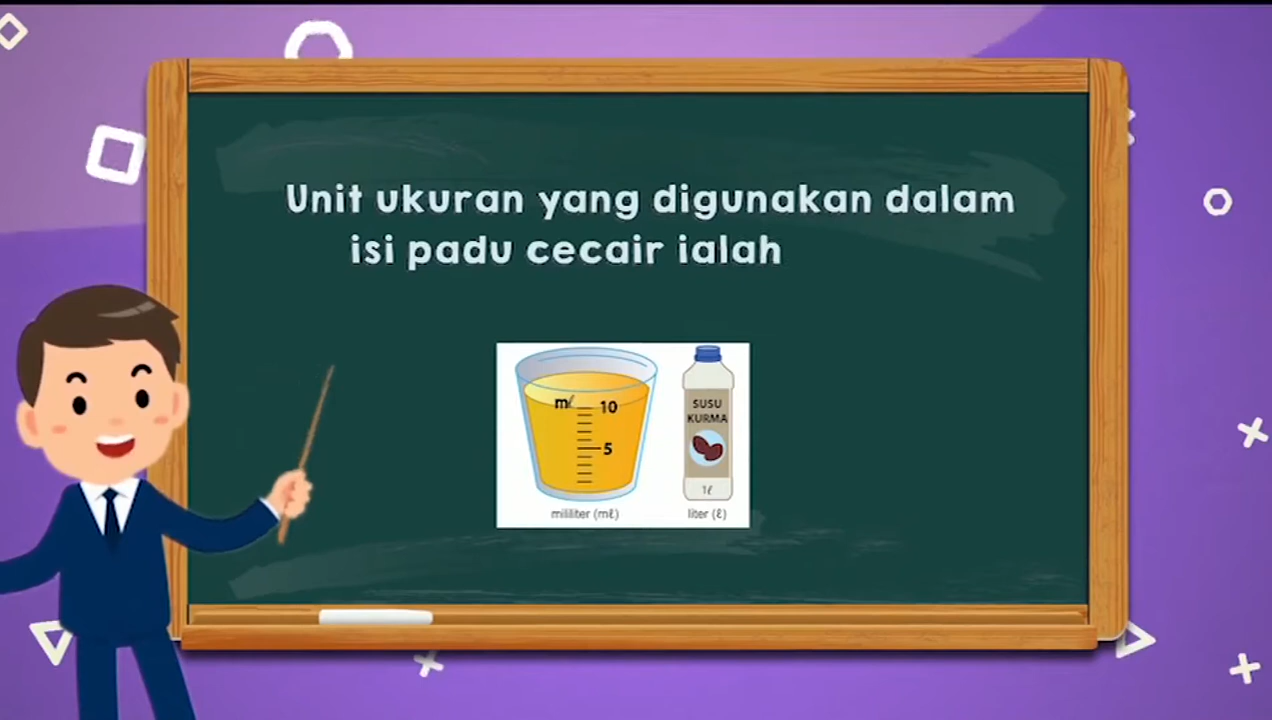 Unit ukuran yang digunakan dalam
isi padu cecair ialah
mℓ 10
5
SUSU
KURMA
1ℓ
mililiter (mℓ)
liter (ℓ)